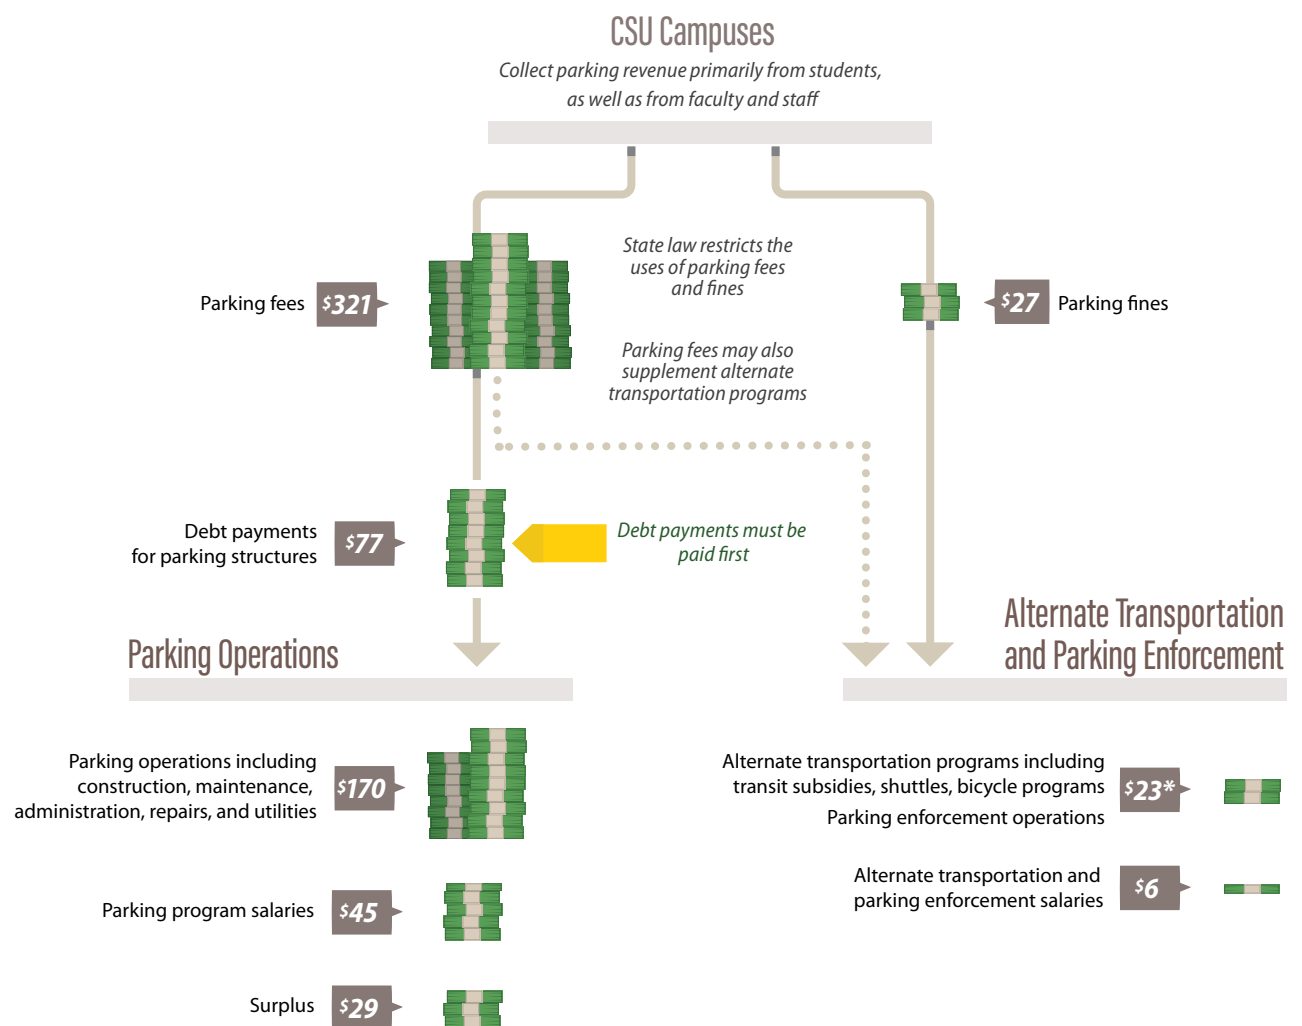 CSU Campuses
Collect parking revenue primarily from students,
as well as from faculty and staff
State law restricts the
uses of parking fees
and fines
Parking fees $321
$27 Parking fines
Parking fees may also
supplement alternate
transportation programs
Debt payments
for parking structures
$77
Debt payments must be
paid first
Parking Operations
Alternate Transportation
and Parking Enforcement
Parking operations including
construction, maintenance,
administration, repairs, and utilities
$170
Alternate transportation programs including
transit subsidies, shuttles, bicycle programs
Parking enforcement operations
$23*
Alternate transportation and
parking enforcement salaries
$6
Parking program salaries $45
Surplus $29